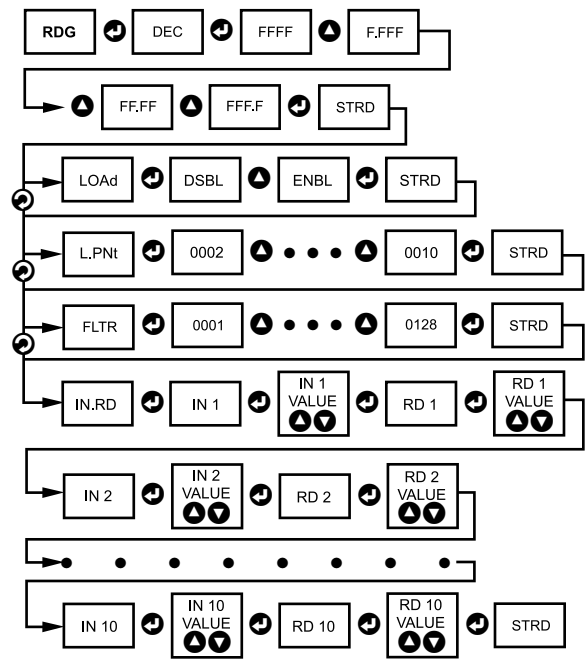 RDG DEC FFFF F.FFF
FF.FF FFF.F STRD
LOAd DSBL ENBL STRD
L.PNt 0002 0010 STRD
FLTR 0001 0128 STRD
IN.RD IN 1 IN 1 VALUE RD 1 RD 1 VALUE
IN 2 IN 2 VALUE RD 2 RD 2 VALUE
IN 10 IN 10 VALUE RD 10 RD 10 VALUE STRD